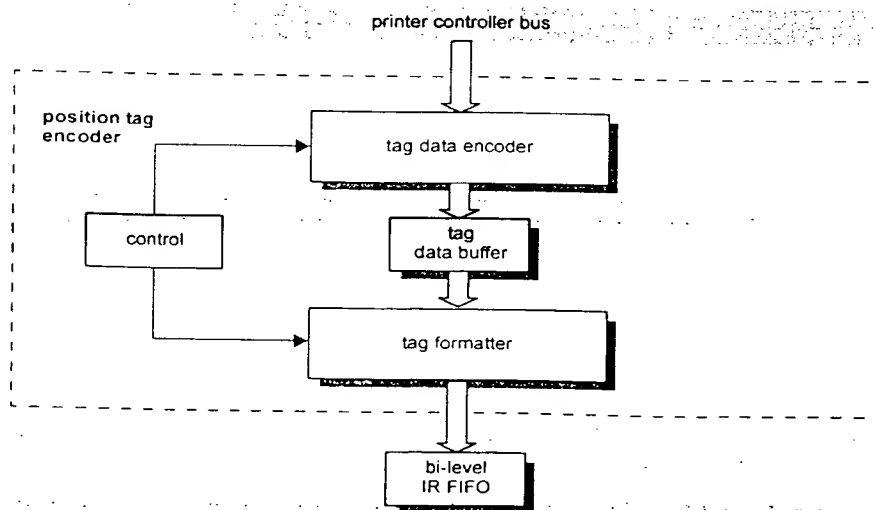 printer controller bus
position tag
encoder
tag data encoder
control
tag
data buffer
tag formatter
bi-level
IR FIFO